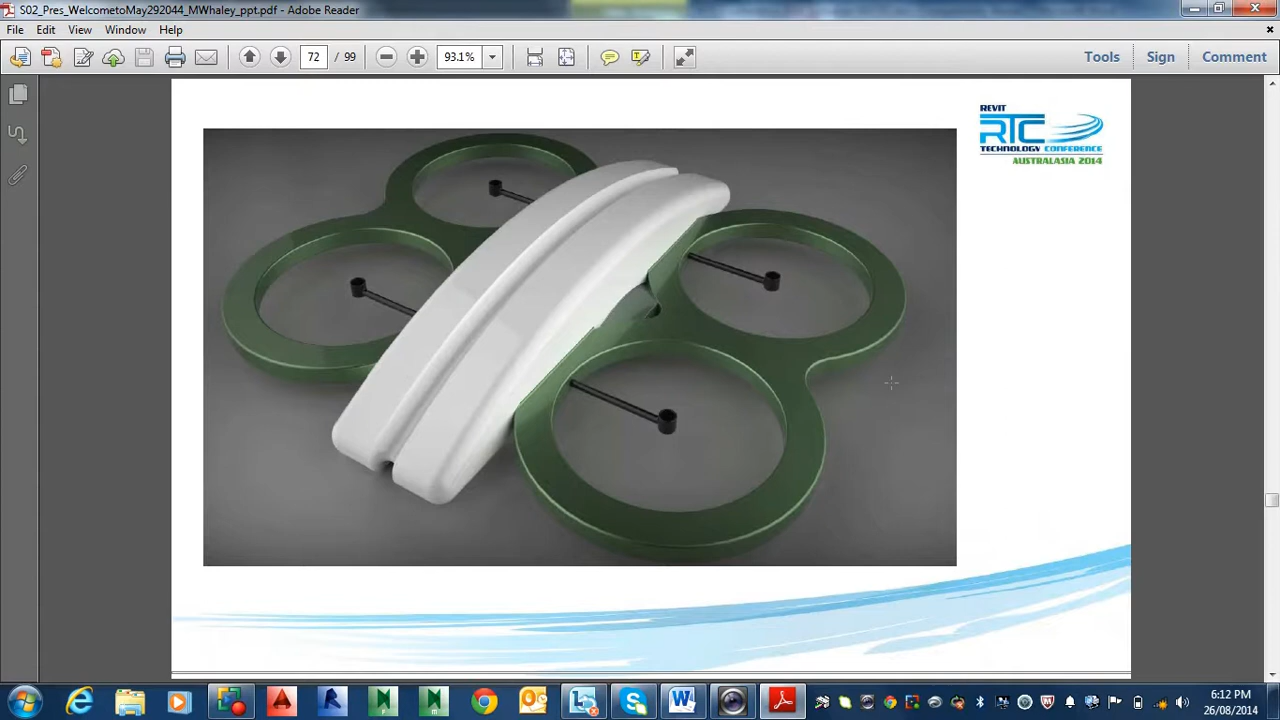 S02_Pres_WelcometoMay292044_MWhaley_ppt.pdf - Adobe Reader
File Edit View Window Help
72 / 99 93.1% Tools Sign Comment
REVIT
RTC
TECHNOLOGY CONFERENCE
AUSTRALASIA 2014
6:12 PM
26/08/2014